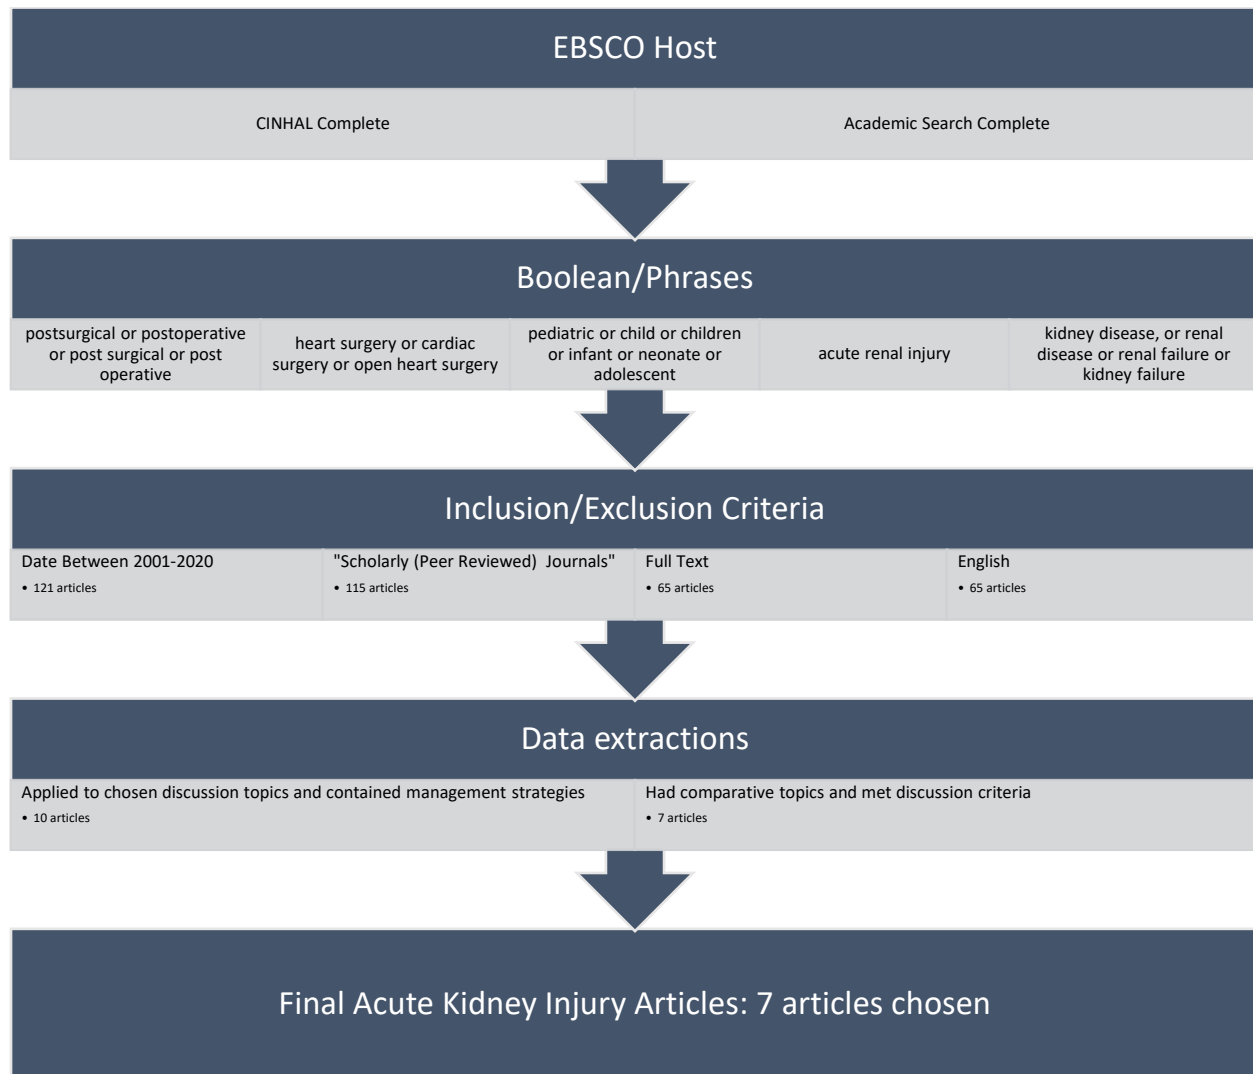 EBSCO Host
CINHAL Complete
Academic Search Complete
Boolean/Phrases
postsurgical or postoperative
or post surgical or post
operative
heart surgery or cardiac
surgery or open heart surgery
pediatric or child or children
or infant or neonate or
adolescent
acute renal injury
kidney disease, or renal
disease or renal failure or
kidney failure
Inclusion/Exclusion Criteria
Date Between 2001-2020
• 121 articles
"Scholarly (Peer Reviewed) Journals"
• 115 articles
Full Text
• 65 articles
English
• 65 articles
Data extractions
Applied to chosen discussion topics and contained management strategies
• 10 articles
Had comparative topics and met discussion criteria
• 7 articles
Final Acute Kidney Injury Articles: 7 articles chosen